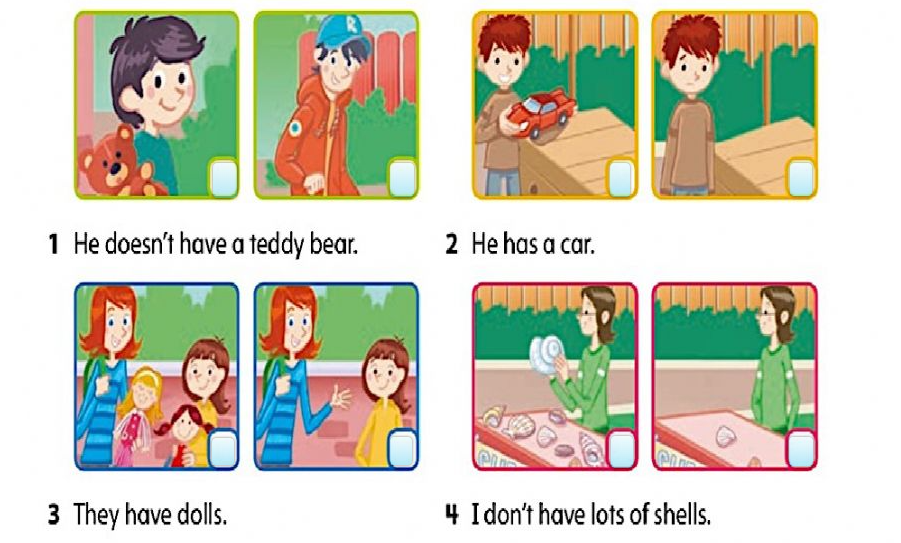 1 He doesn't have a teddy bear.
2 He has a car.
3 They have dolls.
4 I don't have lots of shells.